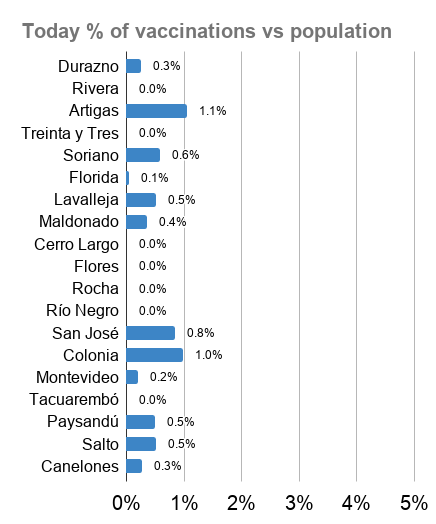 Today % of vaccinations vs population
Durazno 0.3%
Rivera 0.0%
Artigas 1.1%
Treinta y Tres 0.0%
Soriano 0.6%
Florida 0.1%
Lavalleja 0.5%
Maldonado 0.4%
Cerro Largo 0.0%
Flores 0.0%
Rocha 0.0%
Río Negro 0.0%
San José 0.8%
Colonia 1.0%
Montevideo 0.2%
Tacuarembó 0.0%
Paysandú 0.5%
Salto 0.5%
Canelones 0.3%
0% 1% 2% 3% 4% 5%